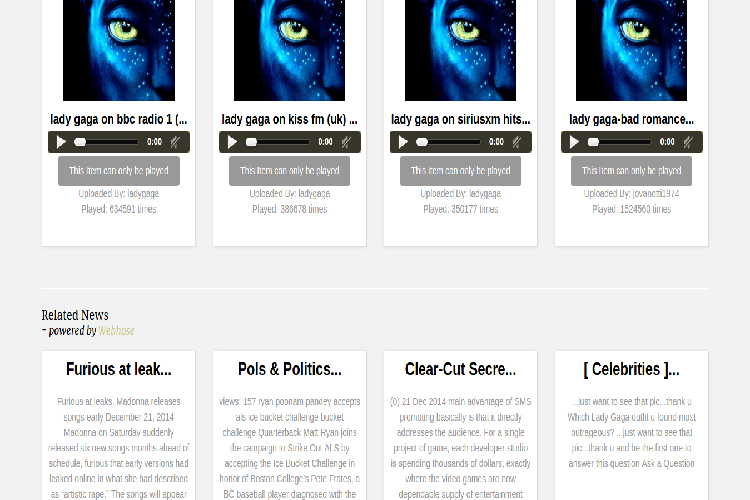 lady gaga on bbc radio 1 (...
lady gaga on kiss fm (uk) ...
lady gaga on siriusxm hits...
lady gaga-bad romance...
0:00
0:00
0:00
0:00
This Item can only be played
This Item can only be played
This Item can only be played
This Item can only be played
Uploaded By: ladygaga
Played: 634591 times
Uploaded By: ladygaga
Played: 386678 times
Uploaded By: ladygaga
Played: 350177 times
Uploaded By: jovanotti1974
Played: 1524560 times
Related News
- powered by Webhose
Furious at leak...
Furious at leaks, Madonna releases
songs early December 21, 2014
Madonna on Saturday suddenly
released six new songs months ahead of
schedule, furious that early versions had
leaked online in what she had described
as "artistic rape." The songs will appear
Pols & Politics...
views: 157 ryan poonam pandey accepts
als ice bucket challenge bucket
challenge Quarterback Matt Ryan joins
the campaign to Strike Out ALS by
accepting the Ice Bucket Challenge in
honor of Boston College's Pete Frates, a
BC baseball player diagnosed with the
Clear-Cut Secre...
(0) 21 Dec 2014 main advantage of SMS
promoting basically is that it directly
addresses the audience. For a single
project of game, each developer studio
is spending thousands of dollars, exactly
where the video games are now
dependable supply of entertainment
[ Celebrities ]...
...just want to see that pic...thank u
Which Lady Gaga outfit u found most
outrageous? ...just want to see that
pic...thank u and be the first one to
answer this question Ask a Question